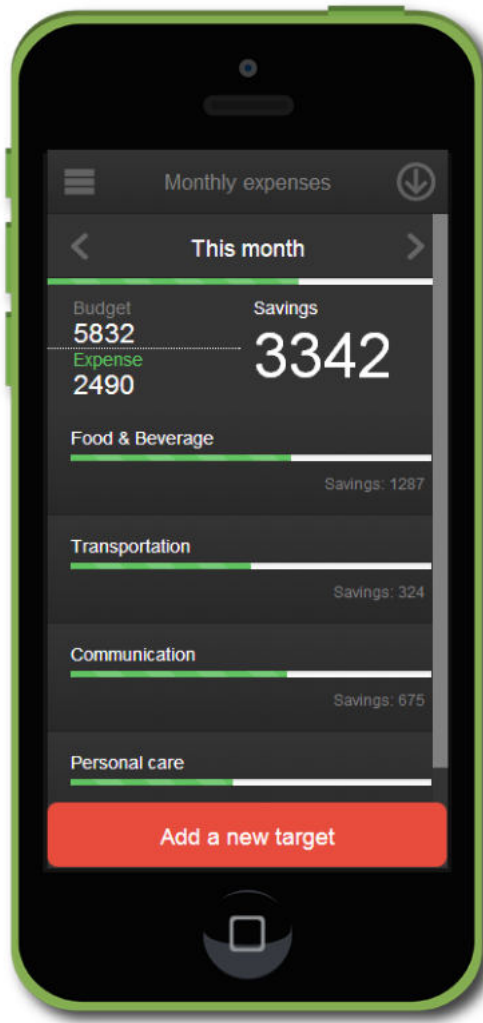 Monthly expenses
This month
Budget
5832
Expense
2490
Savings
3342
Food & Beverage
Savings: 1287
Transportation
Savings: 324
Communication
Savings: 675
Personal care
Add a new target